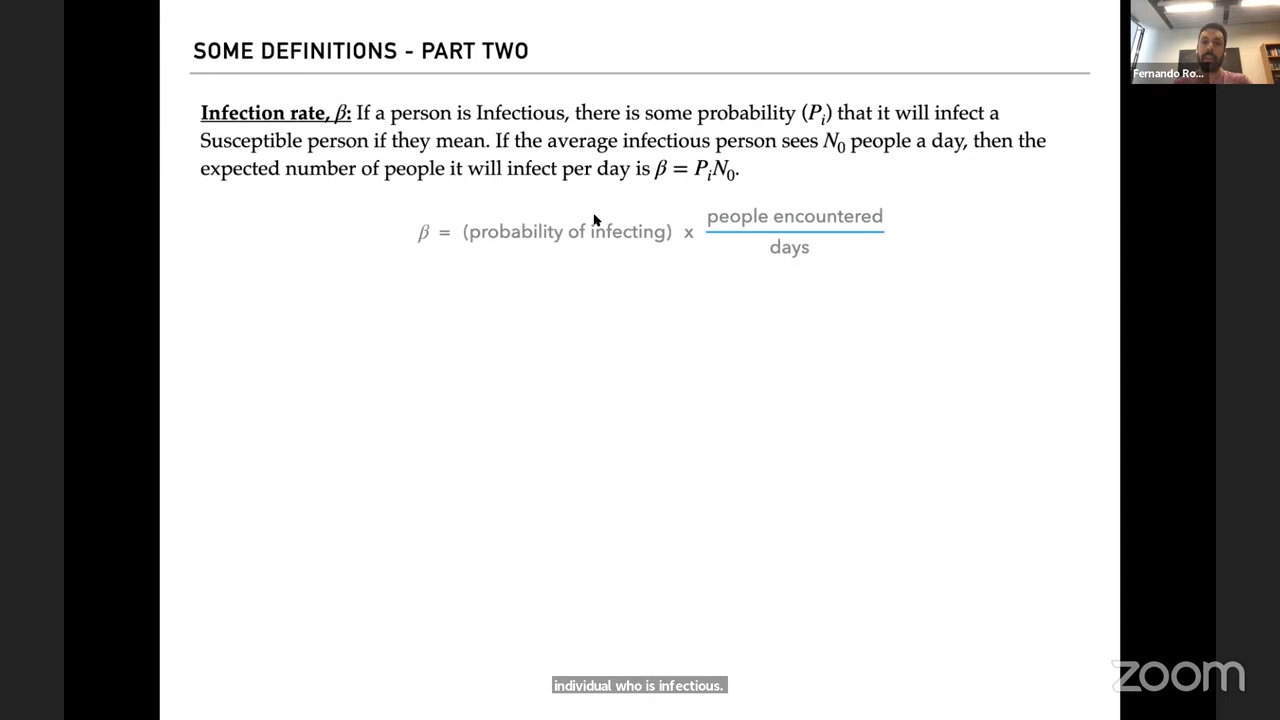 SOME DEFINITIONS - PART TWO
Fernando Ro...
Infection rate, β: If a person is Infectious, there is some probability (Pᵢ) that it will infect a
Susceptible person if they mean. If the average infectious person sees N₀ people a day, then the
expected number of people it will infect per day is β = PᵢN₀.
β = (probability of infecting) x people encountered
days
individual who is infectious.
zoom